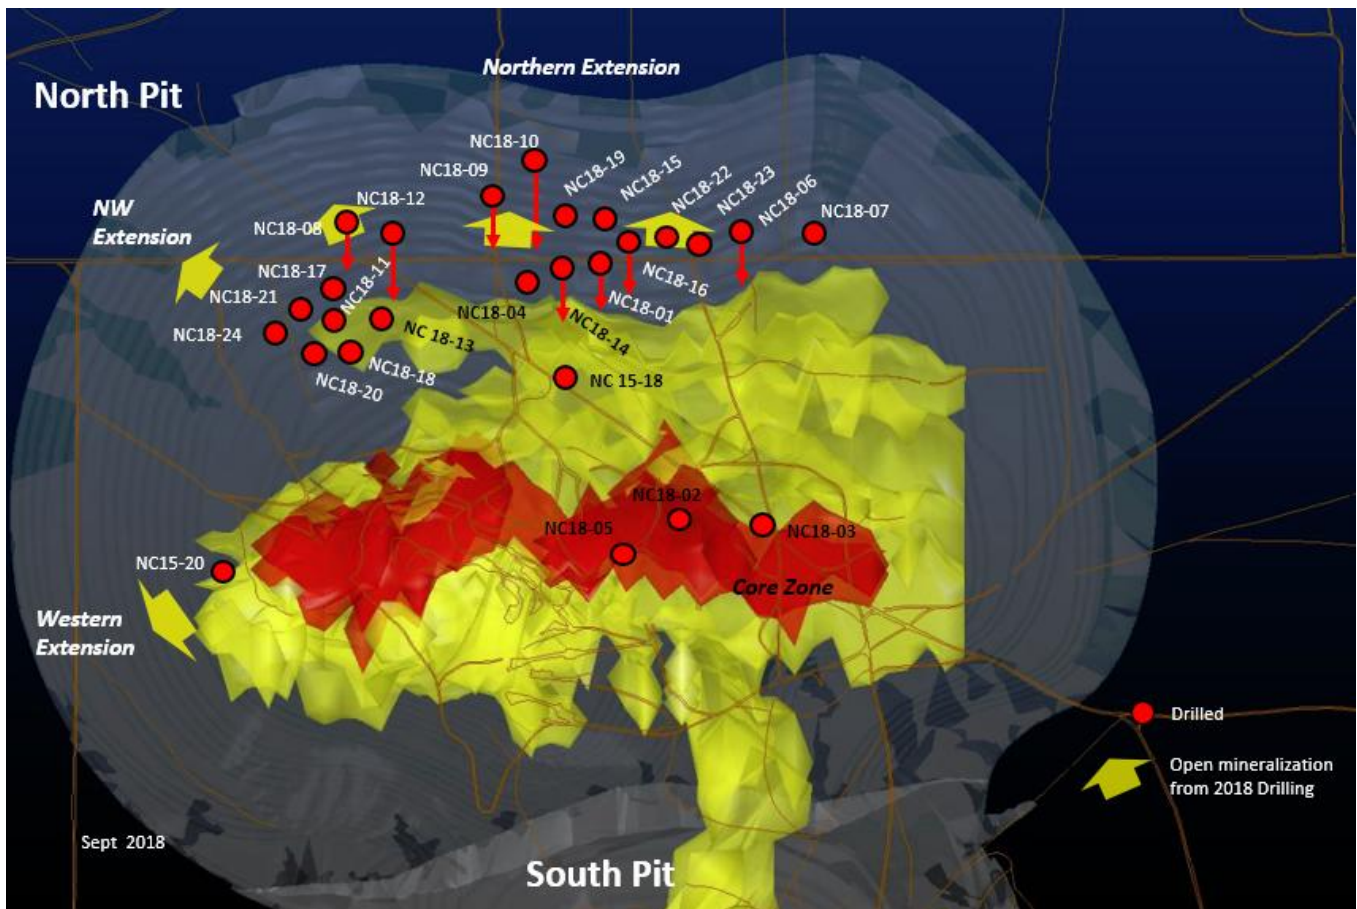 Northern Extension
North Pit
NC18-10
NC18-09
NC18-19
NC18-15
NC18-22
NC18-23
NC18-06
NC18-07
NC18-12
NC18-08
NW
Extension
NC18-17
NC18-11
NC18-21
NC18-24
NC18-04
NC18-16
NC18-01
NC18-14
NC 18-13
NC18-18
NC18-20
NC 15-18
NC18-02
NC18-05
NC18-03
NC15-20
Core Zone
Western
Extension
Drilled
Open mineralization
from 2018 Drilling
Sept 2018
South Pit